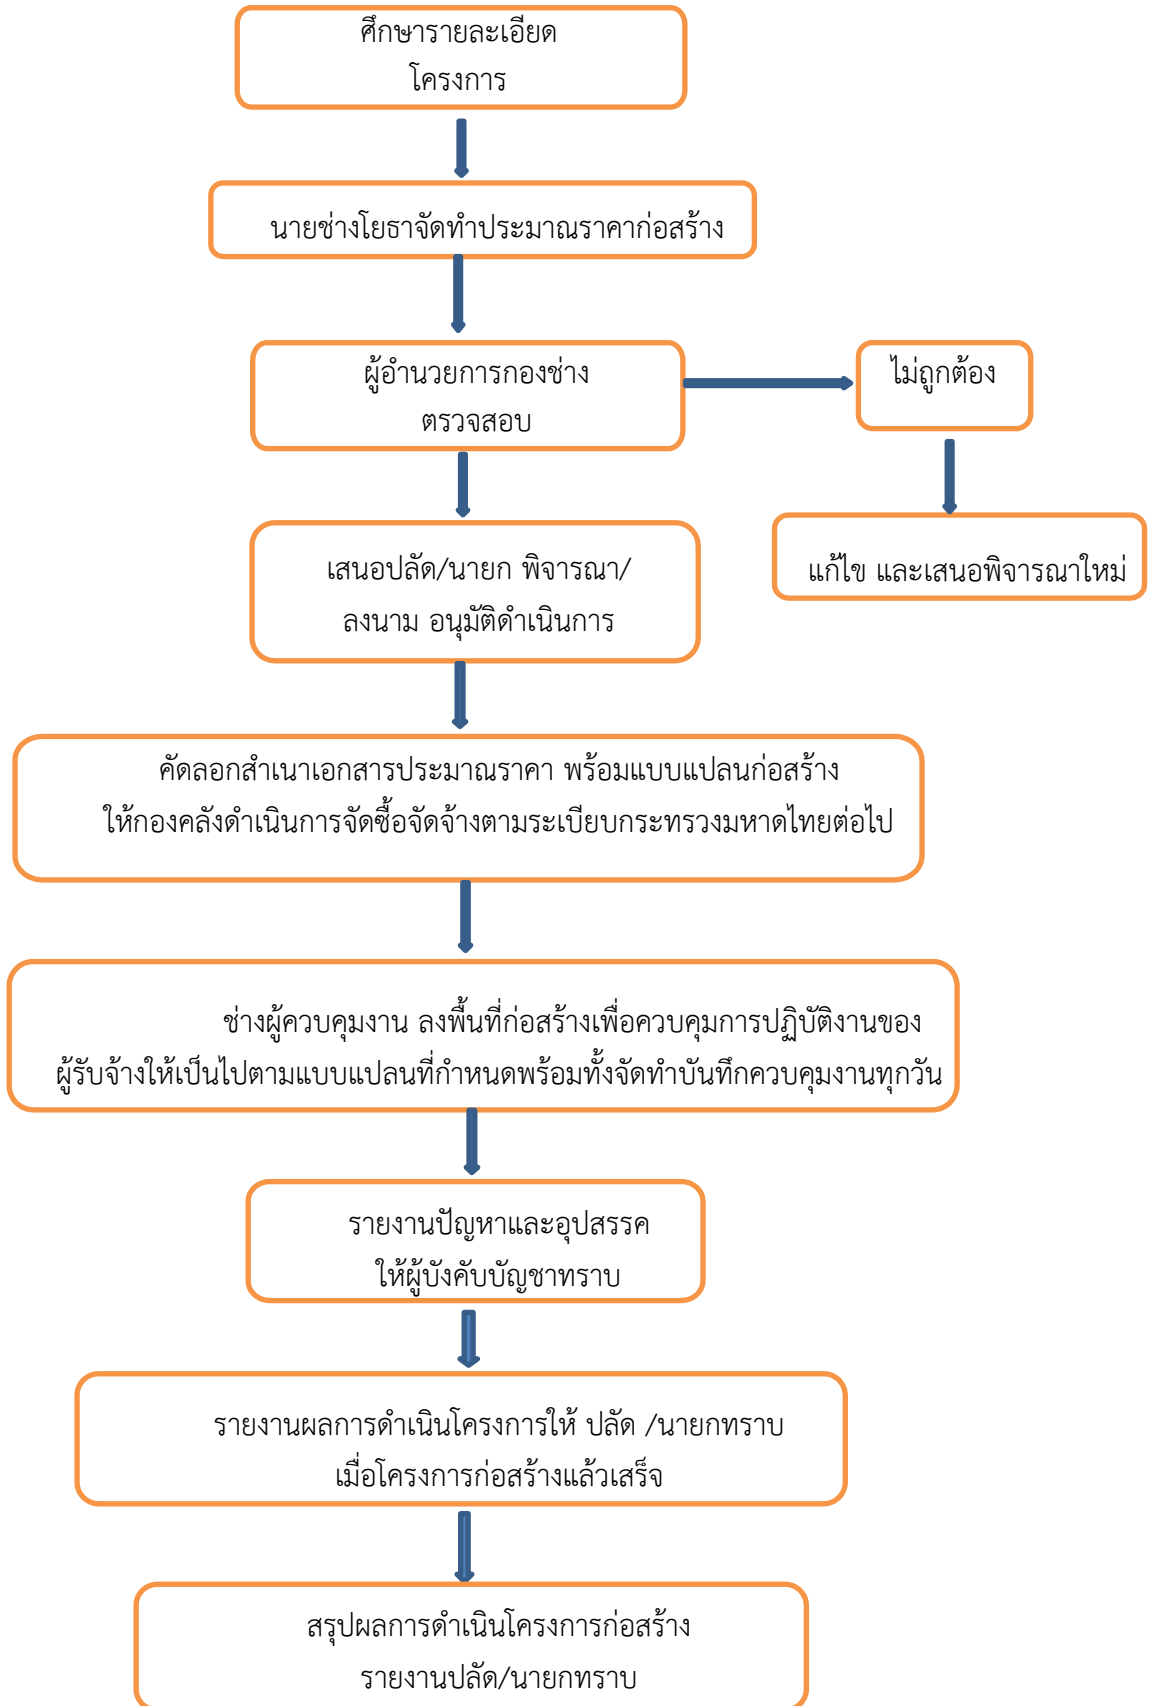 ศึกษารายละเอียด
โครงการ
นายช่างโยธาจัดทำประมาณราคาก่อสร้าง
ผู้อำนวยการกองช่าง
ตรวจสอบ
ไม่ถูกต้อง
เสนอปลัด/นายก พิจารณา/
ลงนาม อนุมัติดำเนินการ
แก้ไข และเสนอพิจารณาใหม่
คัดลอกสำเนาเอกสารประมาณราคา พร้อมแบบแปลนก่อสร้าง
ให้กองคลังดำเนินการจัดซื้อจัดจ้างตามระเบียบกระทรวงมหาดไทยต่อไป
ช่างผู้ควบคุมงาน ลงพื้นที่ก่อสร้างเพื่อควบคุมการปฏิบัติงานของ
ผู้รับจ้างให้เป็นไปตามแบบแปลนที่กำหนดพร้อมทั้งจัดทำบันทึกควบคุมงานทุกวัน
รายงานปัญหาและอุปสรรค
ให้ผู้บังคับบัญชาทราบ
รายงานผลการดำเนินโครงการให้ ปลัด /นายกทราบ
เมื่อโครงการก่อสร้างแล้วเสร็จ
สรุปผลการดำเนินโครงการก่อสร้าง
รายงานปลัด/นายกทราบ